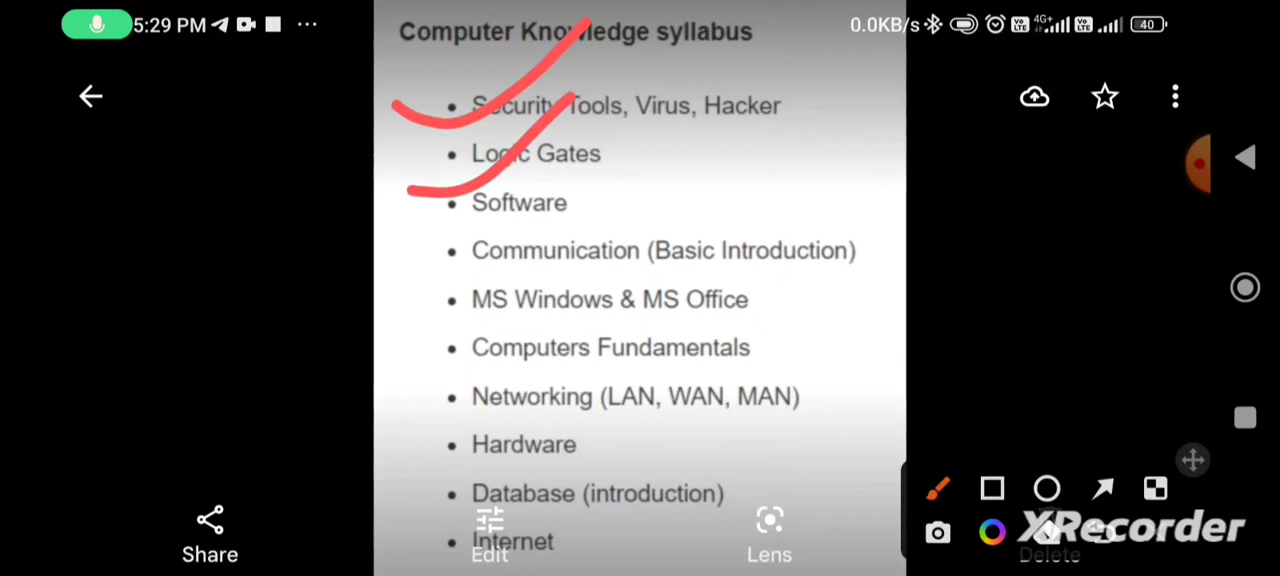 5:29 PM
0.0KB/s
4G+
40
Computer Knowledge syllabus
• Security Tools, Virus, Hacker
• Logic Gates
• Software
• Communication (Basic Introduction)
• MS Windows & MS Office
• Computers Fundamentals
• Networking (LAN, WAN, MAN)
• Hardware
• Database (introduction)
• Internet
Share
Edit
Lens
Delete
XRecorder